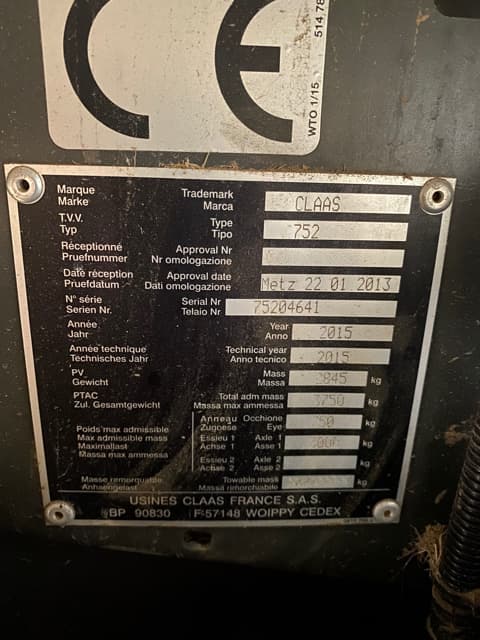 CE
WTO 1/15
514.78
Marque Trademark
Marke Marca CLAAS
T.V.V. Type
Typ Tipo 752
Réceptionné Approval Nr
Pruefnummer Nr omologazione
Date réception Approval date
Pruefdatum Dati omologazione Metz 22 01 2013
N° série Serial Nr
Serien Nr. Telaio Nr 75204641
Année Year
Jahr Anno 2015
Année technique Technical year
Technisches Jahr Anno tecnico 2015
PV Mass
Gewicht Massa 845 kg
PTAC Total adm mass
Zul. Gesamtgewicht Massa max ammessa 3750 kg
Anneau Occhione
Poids max admissible Zugoese Eye 50 kg
Max admissible mass Essieu 1 Axle 1
Maximallast Achse 1 Asse 1 kg
Massa max ammessa Essieu 2 Axle 2
Achse 2 Asse 2 kg
Masse remorquable Towable mass
Anhaengelast Massa rimorchiabile kg
USINES CLAAS FRANCE S.A.S.
BP 90830 F-57148 WOIPPY CEDEX